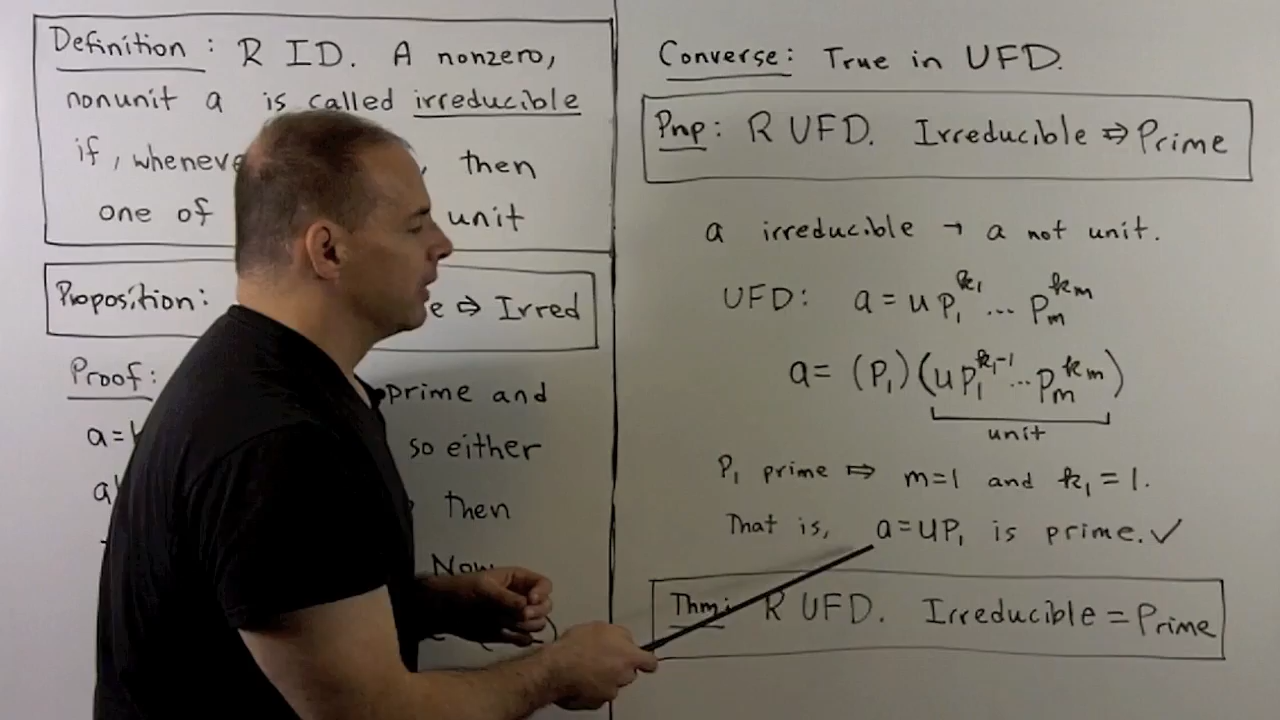 Definition: R ID. A nonzero,
nonunit a is called irreducible
if, whenever , then
one of unit
Proposition: ⇒ Irred
Proof: prime and
a= so either
a then
Now
Converse: True in UFD.
Prop: R UFD. Irreducible ⇒ Prime
a irreducible → a not unit.
UFD: a = u p₁^{k₁} ... p_m^{k_m}
a = (p₁)(u p₁^{k₁-1} ... p_m^{k_m})
unit
p₁ prime ⇒ m=1 and k₁=1.
That is, a=up₁ is prime. ✓
Thm: R UFD. Irreducible = Prime